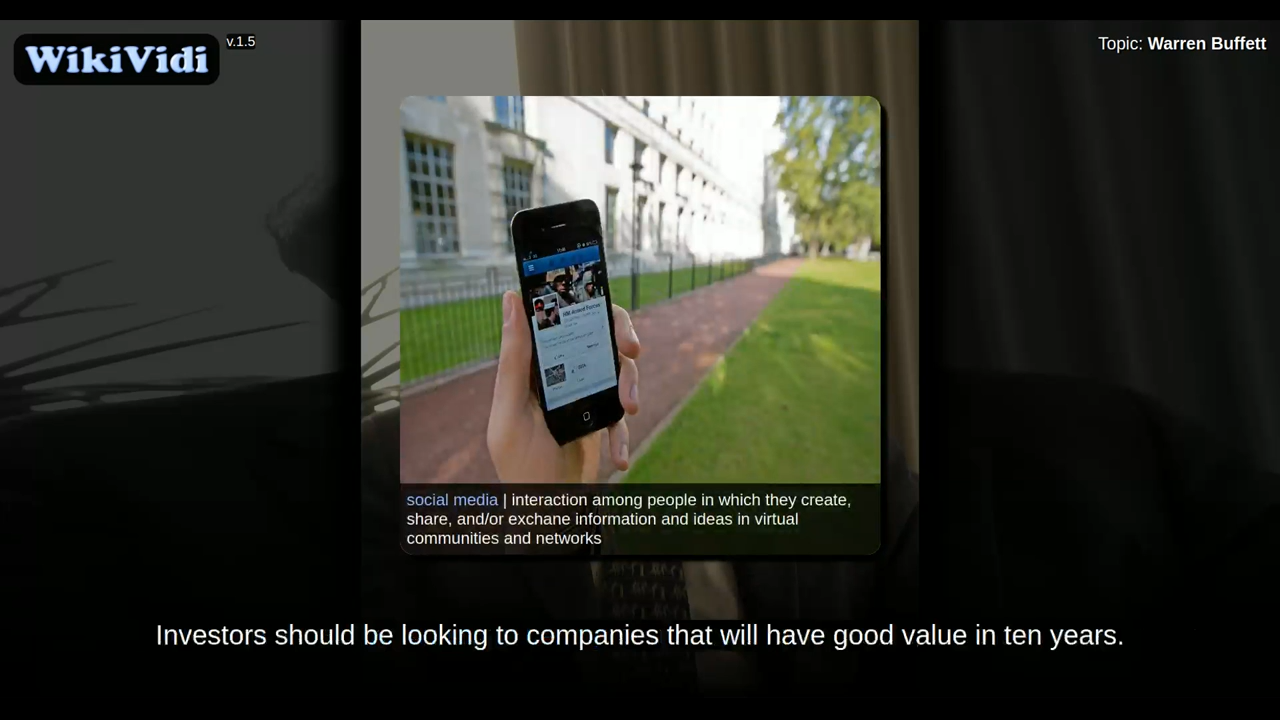 WikiVidi
v.1.5
Topic: Warren Buffett
social media | interaction among people in which they create,
share, and/or exchane information and ideas in virtual
communities and networks
Investors should be looking to companies that will have good value in ten years.